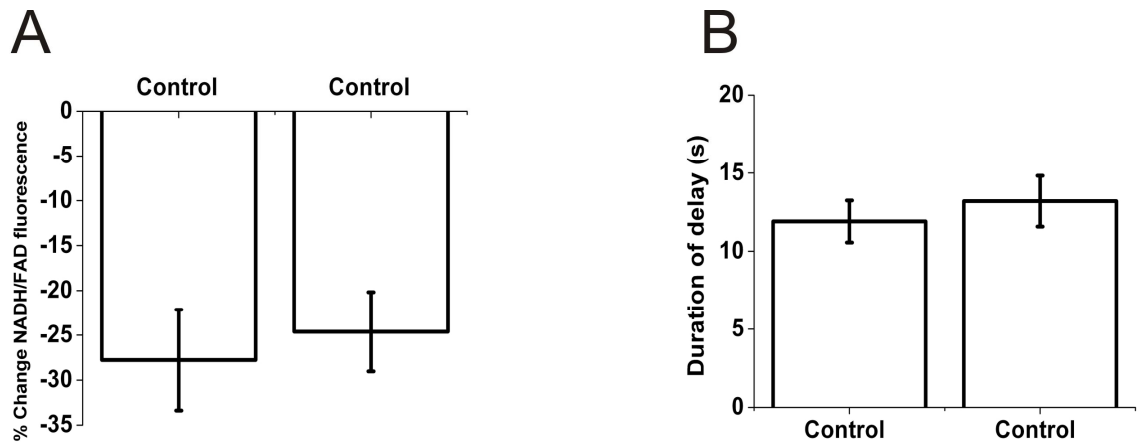 A
Control Control
% Change NADH/FAD fluorescence
0
-5
-10
-15
-20
-25
-30
-35
B
Duration of delay (s)
20
15
10
5
0
Control Control